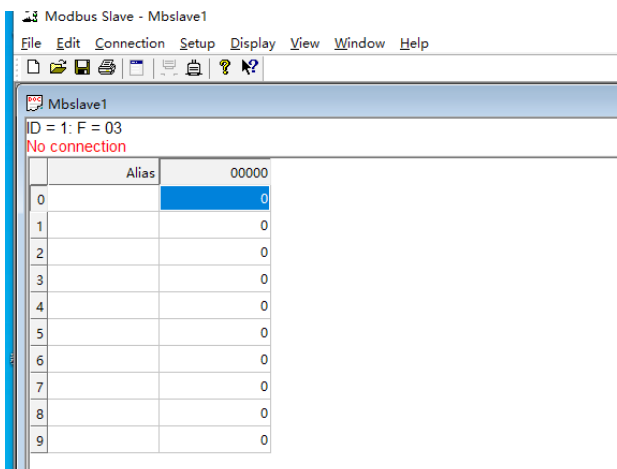 Modbus Slave - Mbslave1
File Edit Connection Setup Display View Window Help
Mbslave1
ID = 1: F = 03
No connection
Alias 00000
0 0
1 0
2 0
3 0
4 0
5 0
6 0
7 0
8 0
9 0